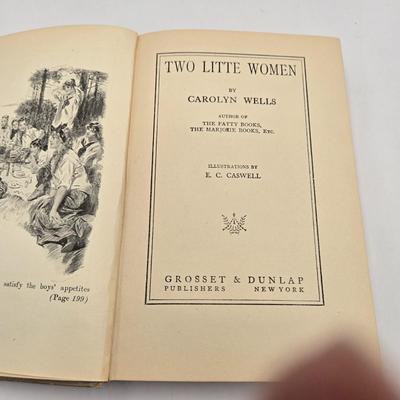 satisfy the boys' appetites
(Page 199)
TWO LITTE WOMEN
BY
CAROLYN WELLS
AUTHOR OF
THE PATTY BOOKS,
THE MARJORIE BOOKS, ETC.
ILLUSTRATIONS BY
E. C. CASWELL
GROSSET & DUNLAP
PUBLISHERS NEW YORK